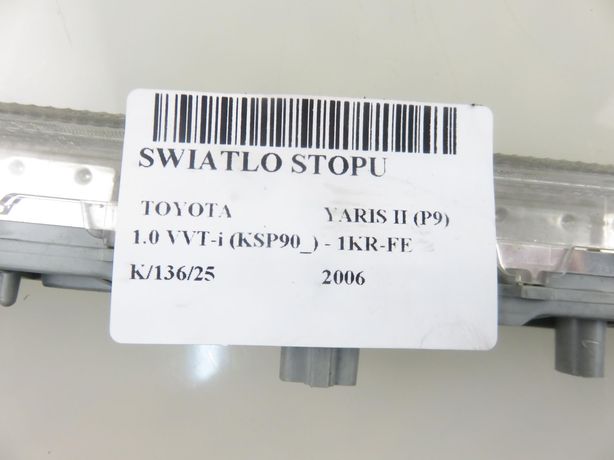 SWIATLO STOPU
TOYOTA YARIS II (P9)
1.0 VVT-i (KSP90_) - 1KR-FE
K/136/25 2006